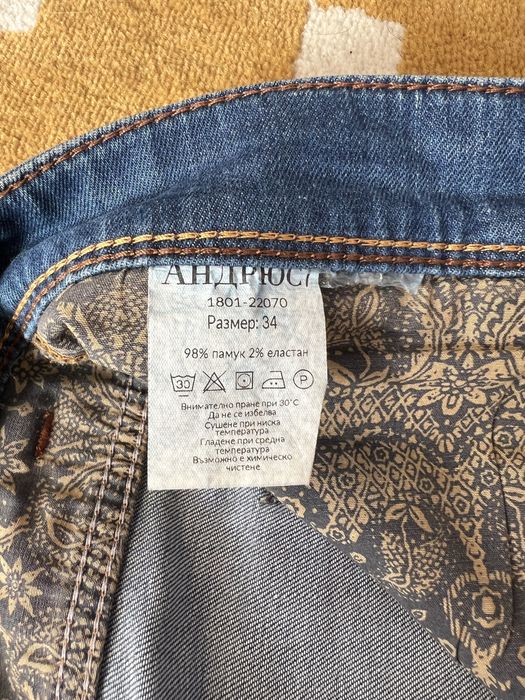 АНДРЮС/
1801-22070
Размер: 34
98% памук 2% еластан
30
P
Внимателно пране при 30°C
Да не се избелва
Сушене при ниска
температура
Гладене при средна
температура
Възможно е химическо
чистене